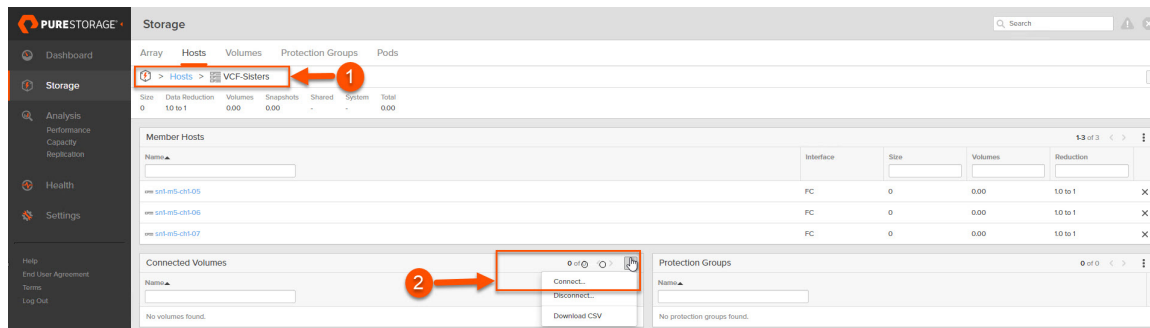 PURESTORAGE
Storage
Search
Dashboard
Storage
Analysis
Performance
Capacity
Replication
Health
Settings
Help
End User Agreement
Terms
Log Out
Array Hosts Volumes Protection Groups Pods
> Hosts > VCF-Sisters
1
Size Data Reduction Volumes Snapshots Shared System Total
0 1.0 to 1 0.00 0.00 - - 0.00
Member Hosts 1-3 of 3 < >
Name Interface Size Volumes Reduction
sn1-m5-ch1-05 FC 0 0.00 1.0 to 1
sn1-m5-ch1-06 FC 0 0.00 1.0 to 1
sn1-m5-ch1-07 FC 0 0.00 1.0 to 1
Connected Volumes 0 of
Name
No volumes found.
2
Connect...
Disconnect...
Download CSV
Protection Groups 0 of 0 < >
Name
No protection groups found.